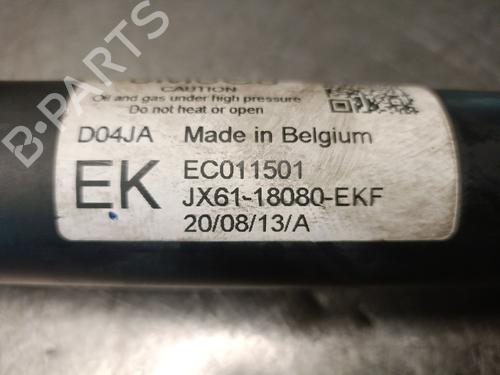 CAUTION
Oil and gas under high pressure
Do not heat or open
D04JA Made in Belgium
EK
EC011501
JX61-18080-EKF
20/08/13/A
B-PARTS